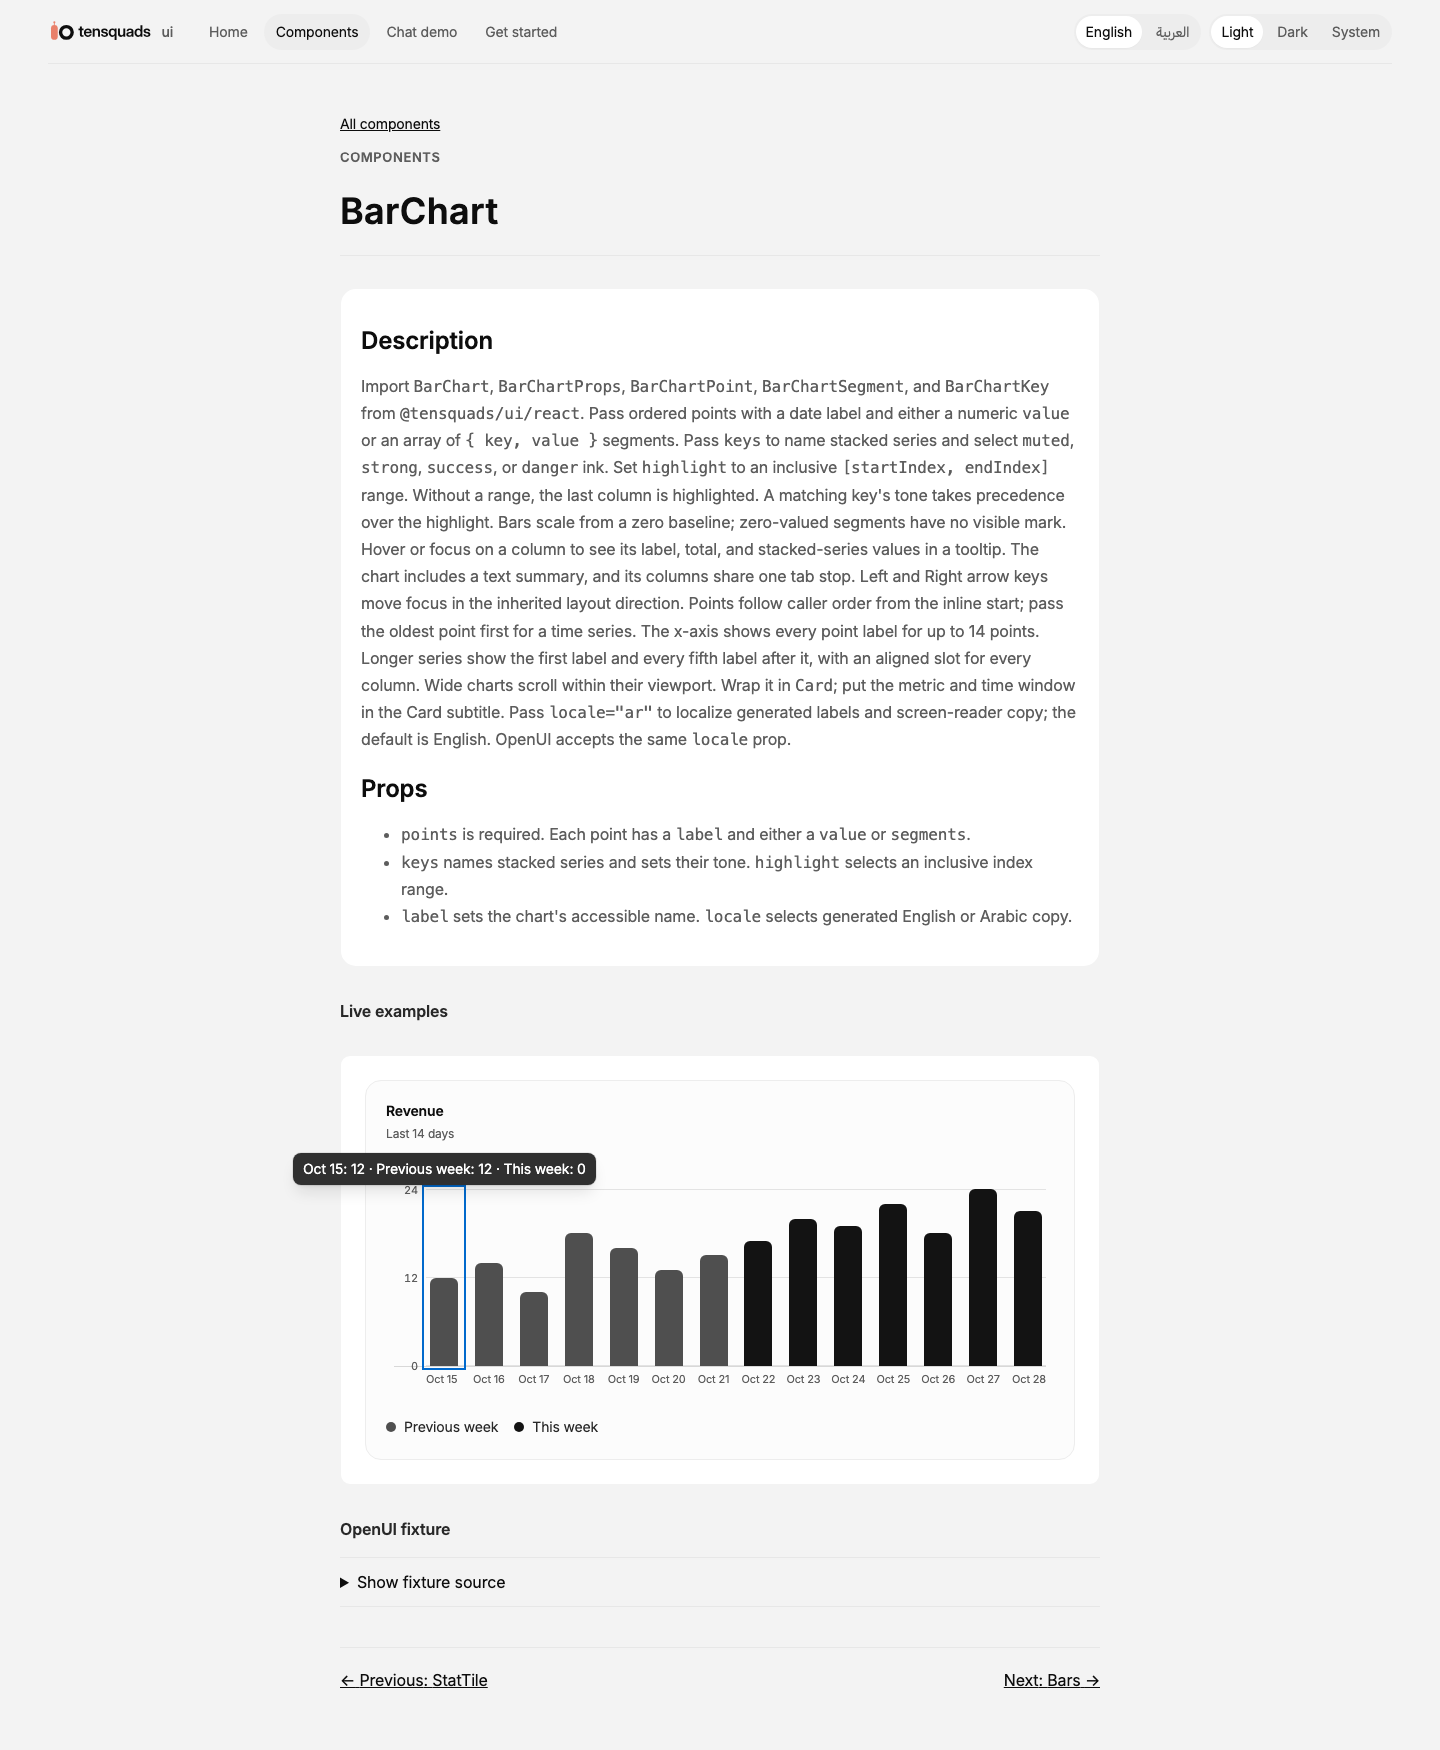 tensquads ui Home Components Chat demo Get started English العربية Light Dark System
All components
COMPONENTS
BarChart
Description
Import BarChart, BarChartProps, BarChartPoint, BarChartSegment, and BarChartKey
from @tensquads/ui/react. Pass ordered points with a date label and either a numeric value
or an array of { key, value } segments. Pass keys to name stacked series and select muted,
strong, success, or danger ink. Set highlight to an inclusive [startIndex, endIndex]
range. Without a range, the last column is highlighted. A matching key's tone takes precedence
over the highlight. Bars scale from a zero baseline; zero-valued segments have no visible mark.
Hover or focus on a column to see its label, total, and stacked-series values in a tooltip. The
chart includes a text summary, and its columns share one tab stop. Left and Right arrow keys
move focus in the inherited layout direction. Points follow caller order from the inline start; pass
the oldest point first for a time series. The x-axis shows every point label for up to 14 points.
Longer series show the first label and every fifth label after it, with an aligned slot for every
column. Wide charts scroll within their viewport. Wrap it in Card; put the metric and time window
in the Card subtitle. Pass locale="ar" to localize generated labels and screen-reader copy; the
default is English. OpenUI accepts the same locale prop.
Props
• points is required. Each point has a label and either a value or segments.
• keys names stacked series and sets their tone. highlight selects an inclusive index
range.
• label sets the chart's accessible name. locale selects generated English or Arabic copy.
Live examples
Revenue
Last 14 days
Oct 15: 12 · Previous week: 12 · This week: 0
24
12
0
Oct 15 Oct 16 Oct 17 Oct 18 Oct 19 Oct 20 Oct 21 Oct 22 Oct 23 Oct 24 Oct 25 Oct 26 Oct 27 Oct 28
Previous week This week
OpenUI fixture
Show fixture source
← Previous: StatTile Next: Bars →